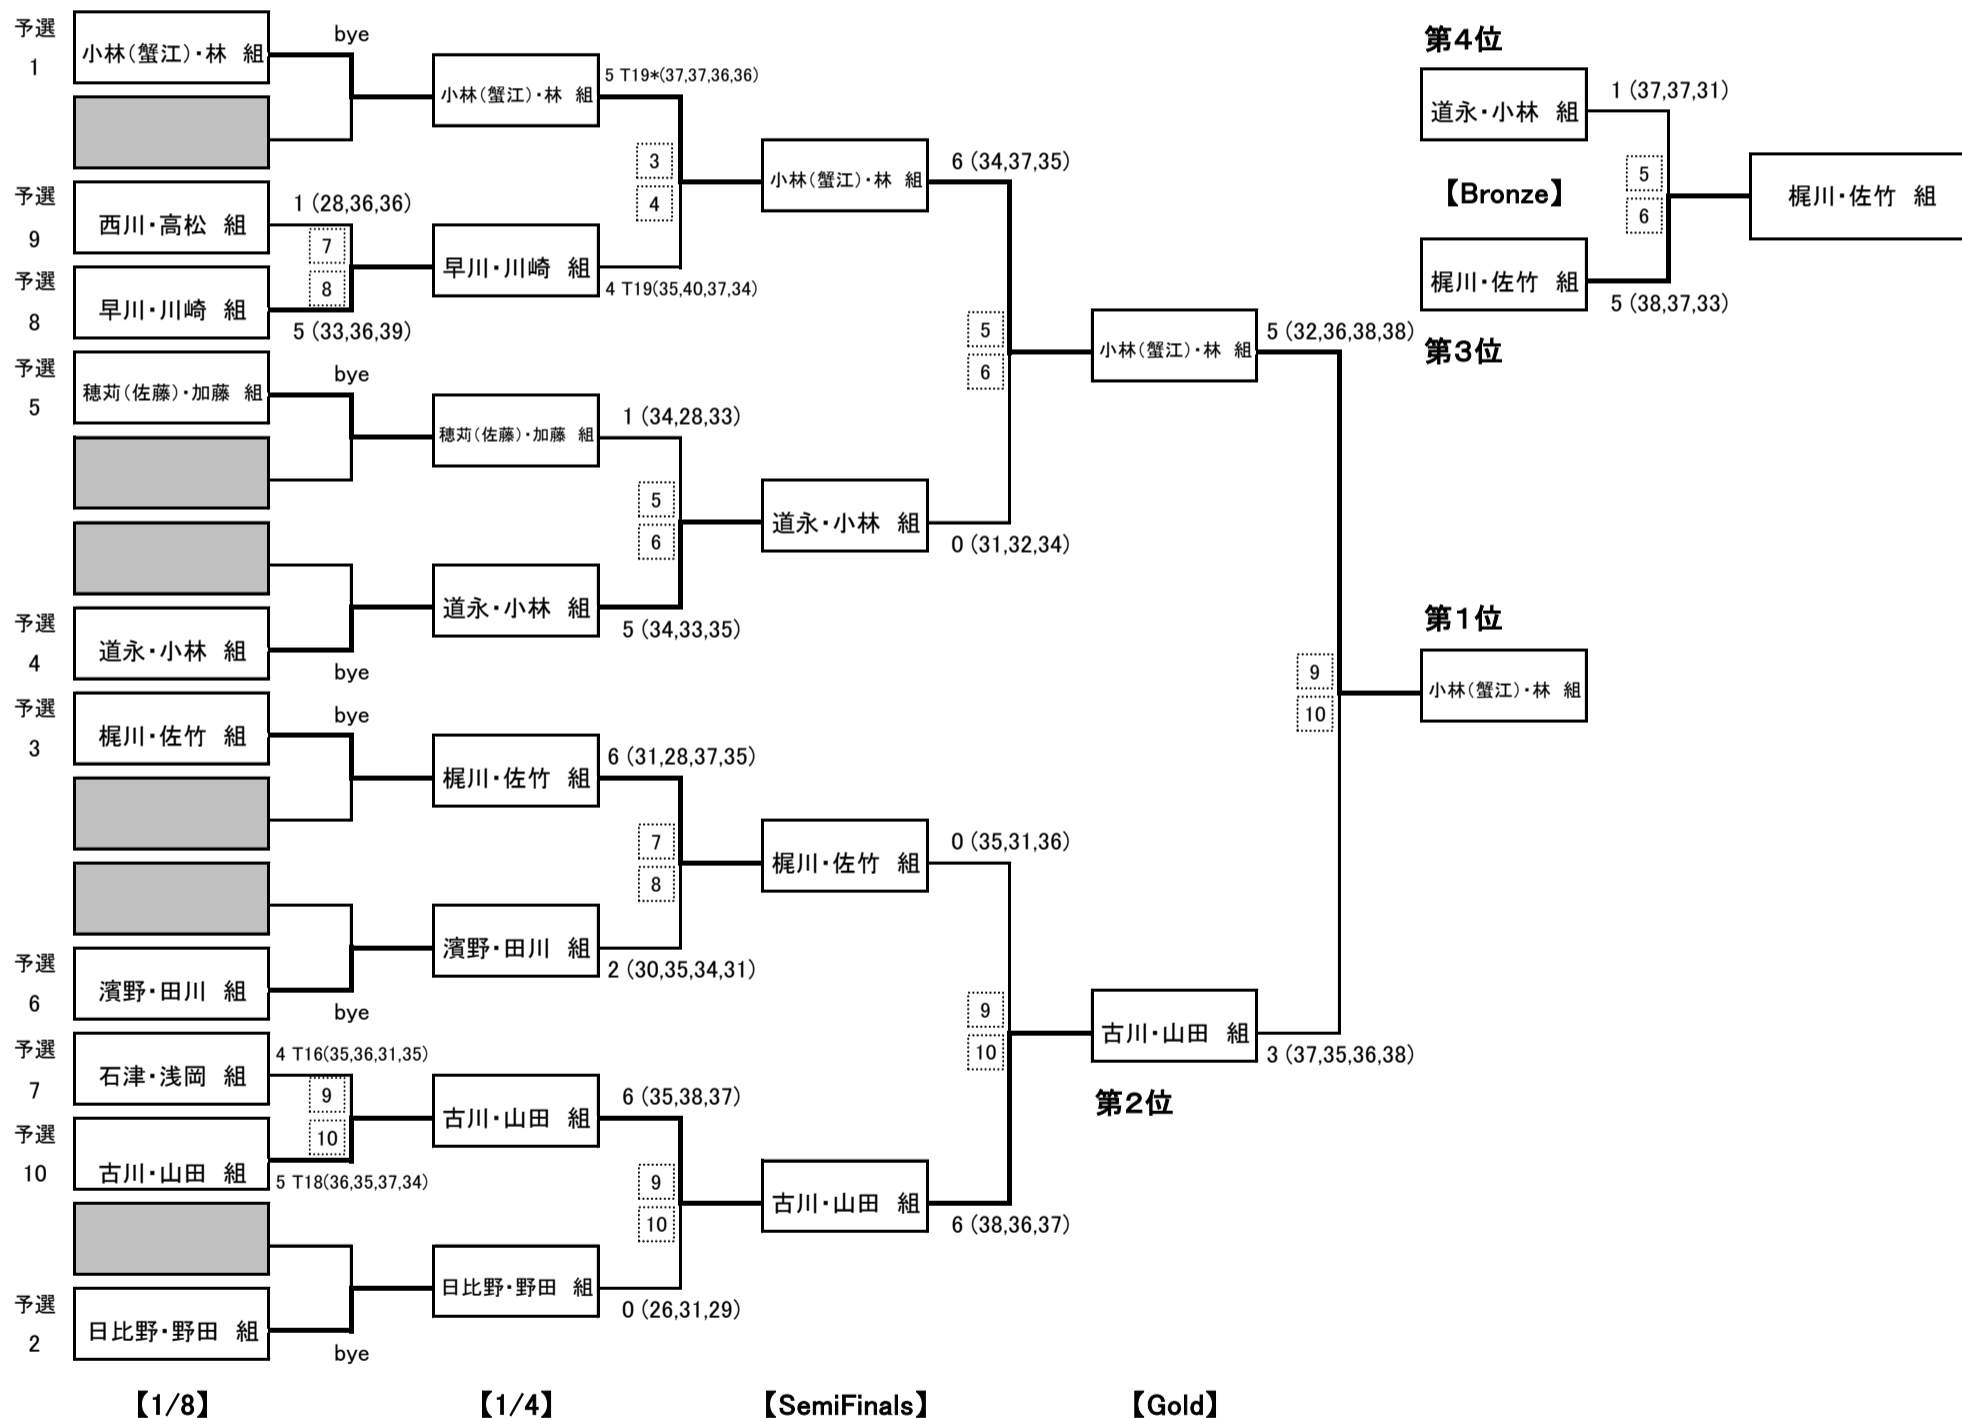 予選
1
小林(蟹江)・林 組
bye
予選
9
西川・高松 組
1 (28,36,36)
7
8
予選
8
早川・川崎 組
5 (33,36,39)
予選
5
穂苅(佐藤)・加藤 組
bye
予選
4
道永・小林 組
bye
予選
3
梶川・佐竹 組
bye
予選
6
濱野・田川 組
bye
予選
7
石津・浅岡 組
4 T16(35,36,31,35)
9
10
予選
10
古川・山田 組
5 T18(36,35,37,34)
予選
2
日比野・野田 組
bye
【1/8】
小林(蟹江)・林 組
5 T19*(37,37,36,36)
3
4
早川・川崎 組
4 T19(35,40,37,34)
穂苅(佐藤)・加藤 組
1 (34,28,33)
5
6
道永・小林 組
5 (34,33,35)
梶川・佐竹 組
6 (31,28,37,35)
7
8
濱野・田川 組
2 (30,35,34,31)
古川・山田 組
6 (35,38,37)
9
10
日比野・野田 組
0 (26,31,29)
【1/4】
小林(蟹江)・林 組
6 (34,37,35)
5
6
道永・小林 組
0 (31,32,34)
梶川・佐竹 組
0 (35,31,36)
9
10
古川・山田 組
6 (38,36,37)
【SemiFinals】
小林(蟹江)・林 組
5 (32,36,38,38)
9
10
古川・山田 組
3 (37,35,36,38)
第2位
【Gold】
第1位
小林(蟹江)・林 組
第4位
道永・小林 組
1 (37,37,31)
【Bronze】
5
6
梶川・佐竹 組
梶川・佐竹 組
5 (38,37,33)
第3位